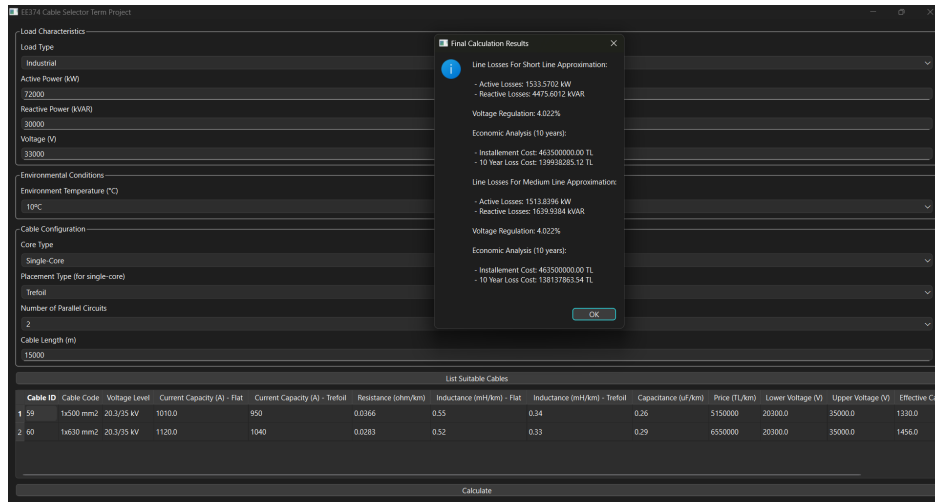 EE374 Cable Selector Term Project
Load Characteristics
Load Type
Industrial
Active Power (kW)
72000
Reactive Power (kVAR)
30000
Voltage (V)
33000
Environmental Conditions
Environment Temperature (°C)
10°C
Cable Configuration
Core Type
Single-Core
Placement Type (for single-core)
Trefoil
Number of Parallel Circuits
2
Cable Length (m)
15000
Final Calculation Results
Line Losses For Short Line Approximation:
- Active Losses: 1533.5702 kW
- Reactive Losses: 4475.6012 kVAR
Voltage Regulation: 4.022%
Economic Analysis (10 years):
- Installement Cost: 463500000.00 TL
- 10 Year Loss Cost: 139938285.12 TL
Line Losses For Medium Line Approximation:
- Active Losses: 1513.8396 kW
- Reactive Losses: 1639.9384 kVAR
Voltage Regulation: 4.022%
Economic Analysis (10 years):
- Installement Cost: 463500000.00 TL
- 10 Year Loss Cost: 138137863.54 TL
OK
List Suitable Cables
Cable ID Cable Code Voltage Level Current Capacity (A) - Flat Current Capacity (A) - Trefoil Resistance (ohm/km) Inductance (mH/km) - Flat Inductance (mH/km) - Trefoil Capacitance (uF/km) Price (TL/km) Lower Voltage (V) Upper Voltage (V) Effective C
1 59 1x500 mm2 20.3/35 kV 1010.0 950 0.0366 0.55 0.34 0.26 5150000 20300.0 35000.0 1330.0
2 60 1x630 mm2 20.3/35 kV 1120.0 1040 0.0283 0.52 0.33 0.29 6550000 20300.0 35000.0 1456.0
Calculate